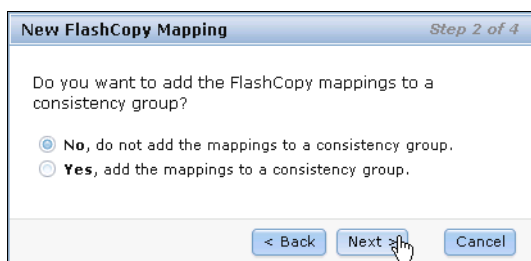 New FlashCopy Mapping
Step 2 of 4
Do you want to add the FlashCopy mappings to a
consistency group?
No, do not add the mappings to a consistency group.
Yes, add the mappings to a consistency group.
< Back
Next >
Cancel